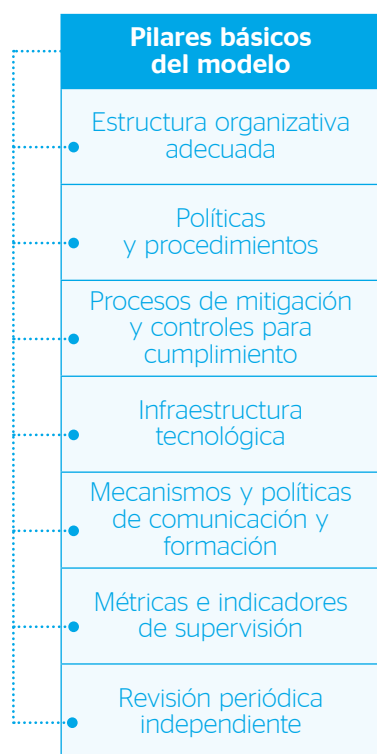 Pilares básicos
del modelo
Estructura organizativa
adecuada
Políticas
y procedimientos
Procesos de mitigación
y controles para
cumplimiento
Infraestructura
tecnológica
Mecanismos y políticas
de comunicación y
formación
Métricas e indicadores
de supervisión
Revisión periódica
independiente